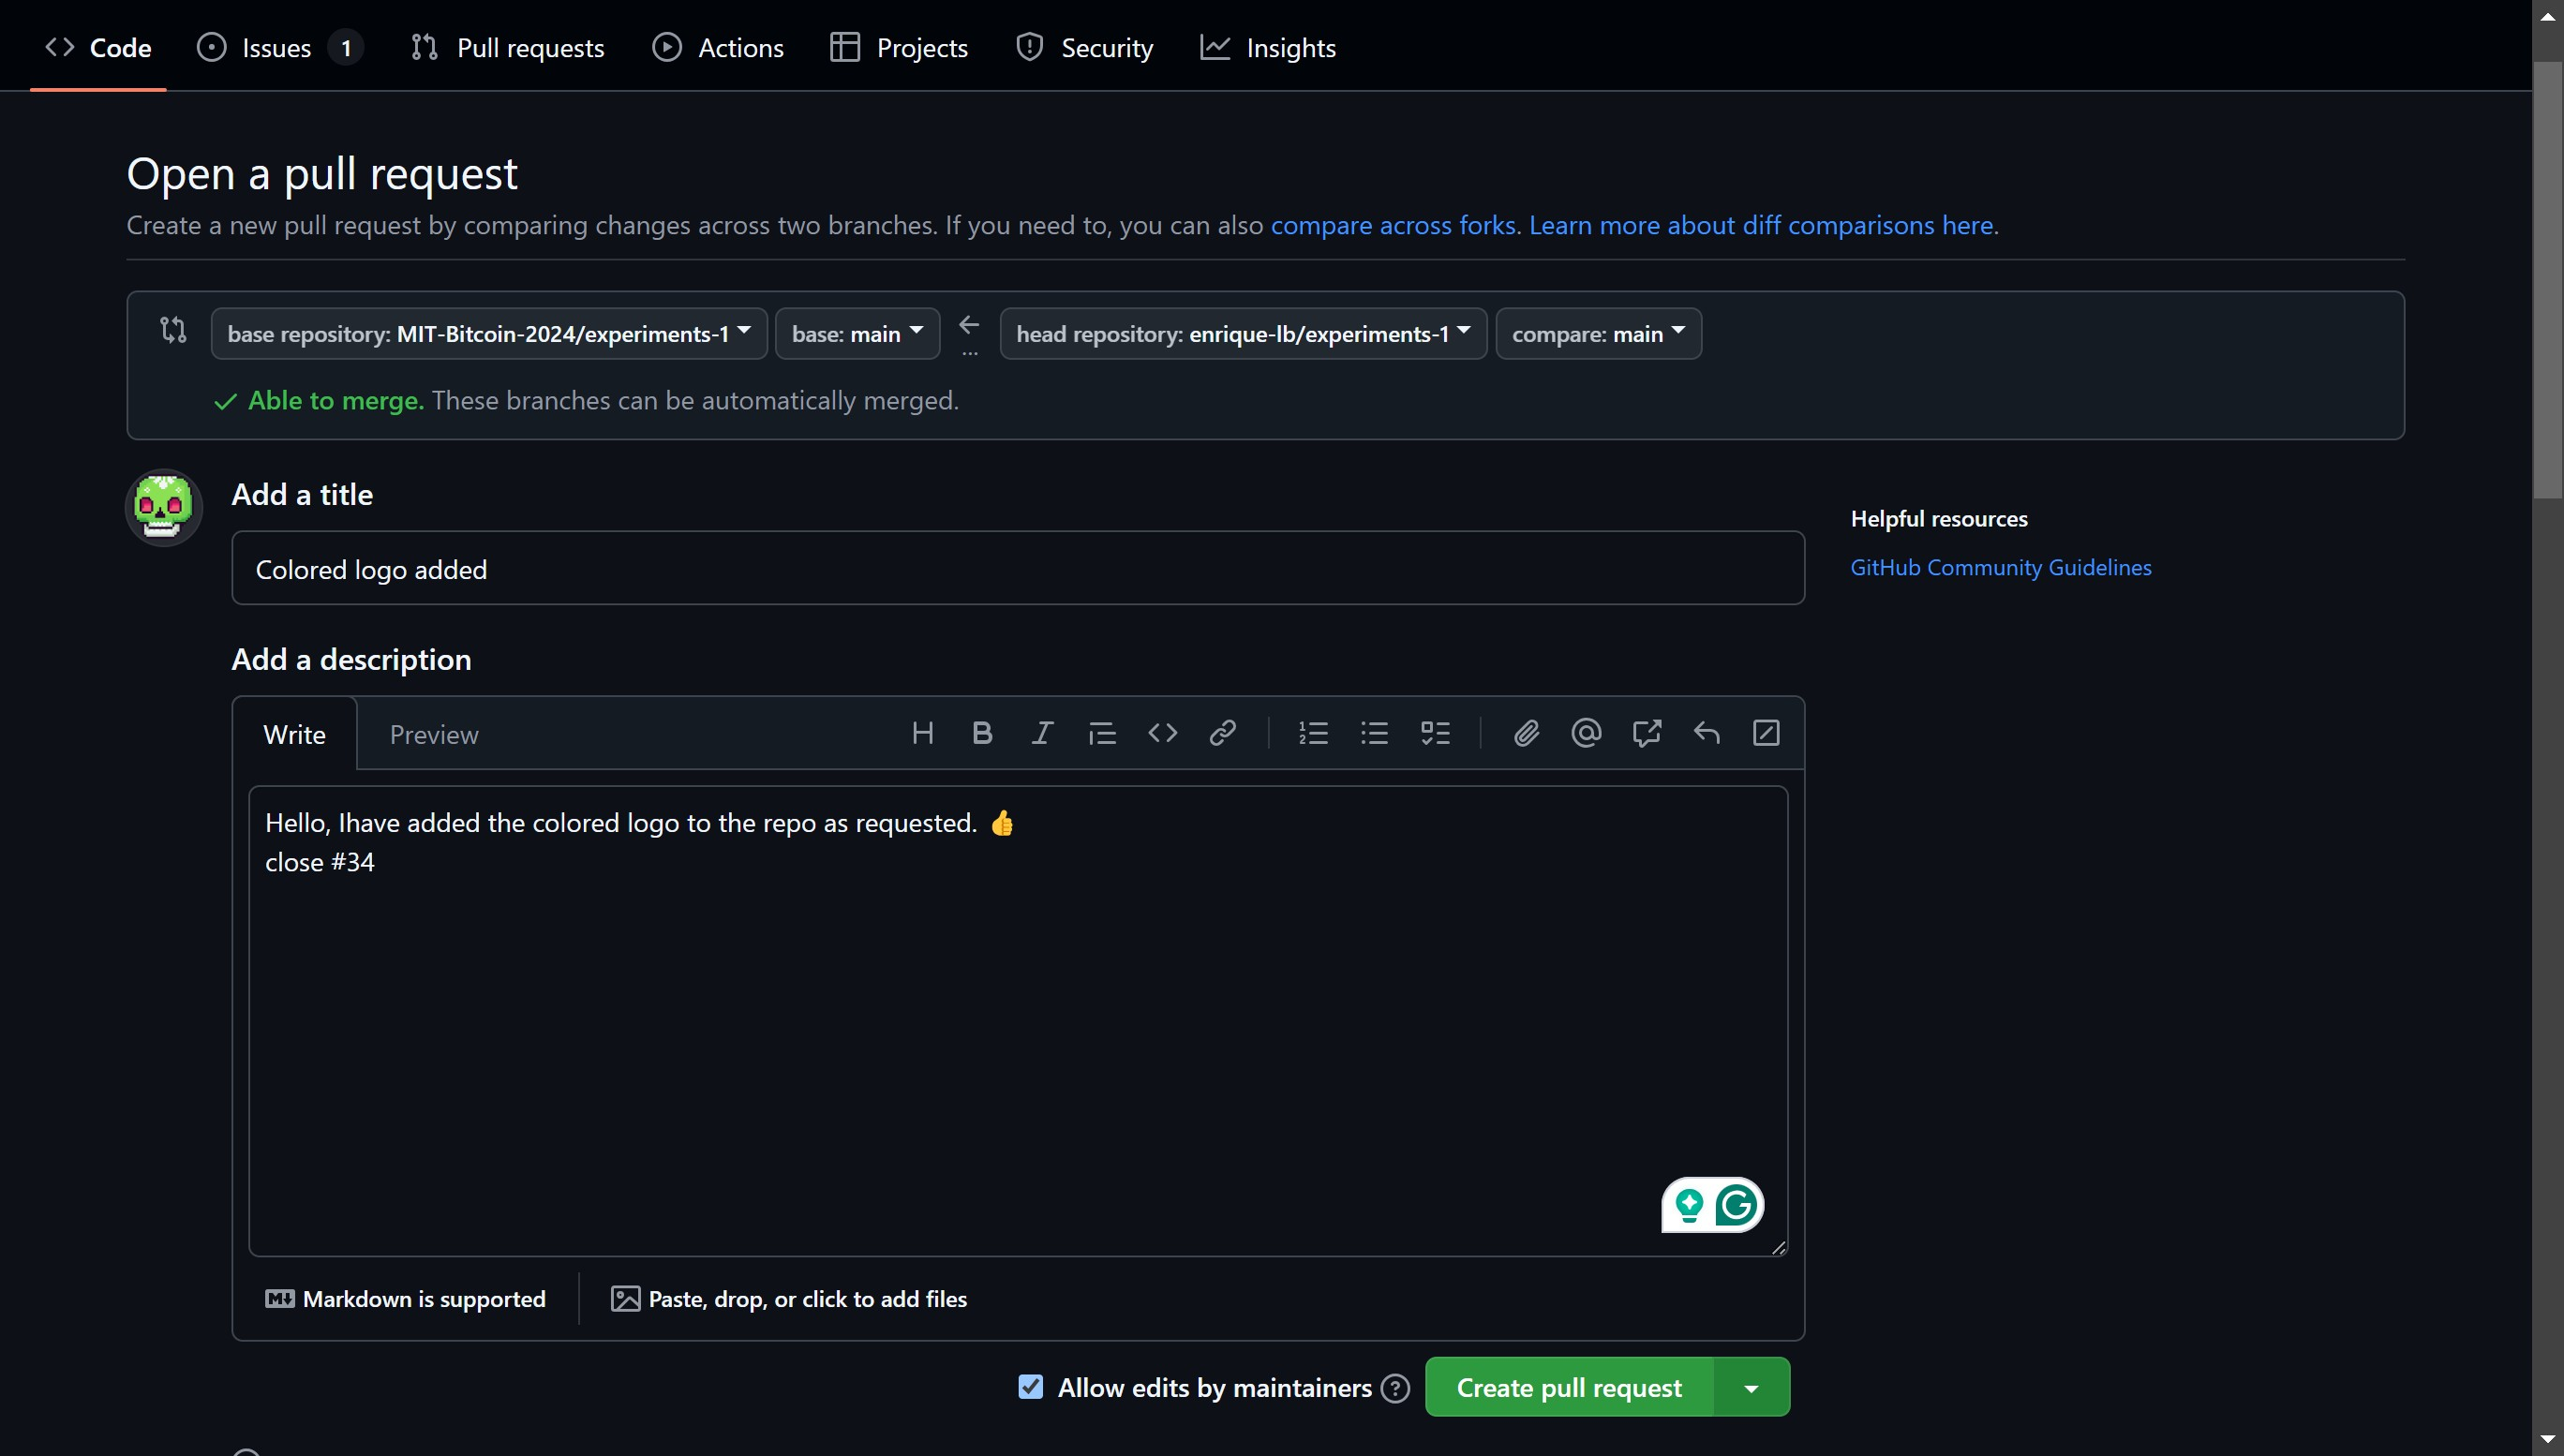 Code Issues 1 Pull requests Actions Projects Security Insights
Open a pull request
Create a new pull request by comparing changes across two branches. If you need to, you can also compare across forks. Learn more about diff comparisons here.
base repository: MIT-Bitcoin-2024/experiments-1 base: main ... head repository: enrique-lb/experiments-1 compare: main
Able to merge. These branches can be automatically merged.
Add a title
Helpful resources
Colored logo added
GitHub Community Guidelines
Add a description
Write Preview
Hello, Ihave added the colored logo to the repo as requested. 👍
close #34
Markdown is supported Paste, drop, or click to add files
Allow edits by maintainers Create pull request